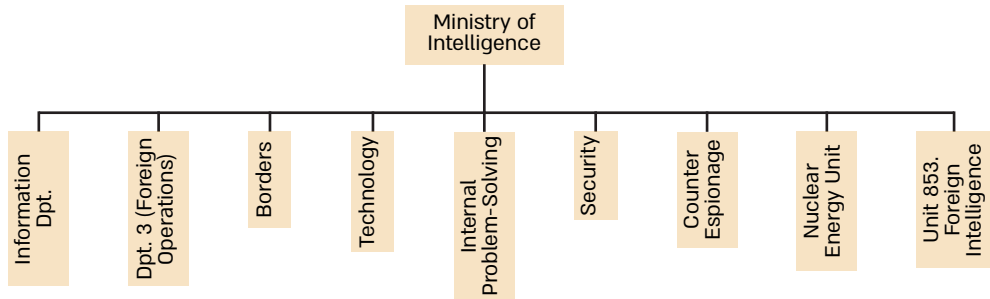 Ministry of
Intelligence
Information
Dpt.
Dpt. 3 (Foreign
Operations)
Borders
Technology
Internal
Problem-Solving
Security
Counter
Espionage
Nuclear
Energy Unit
Unit 853.
Foreign
Intelligence